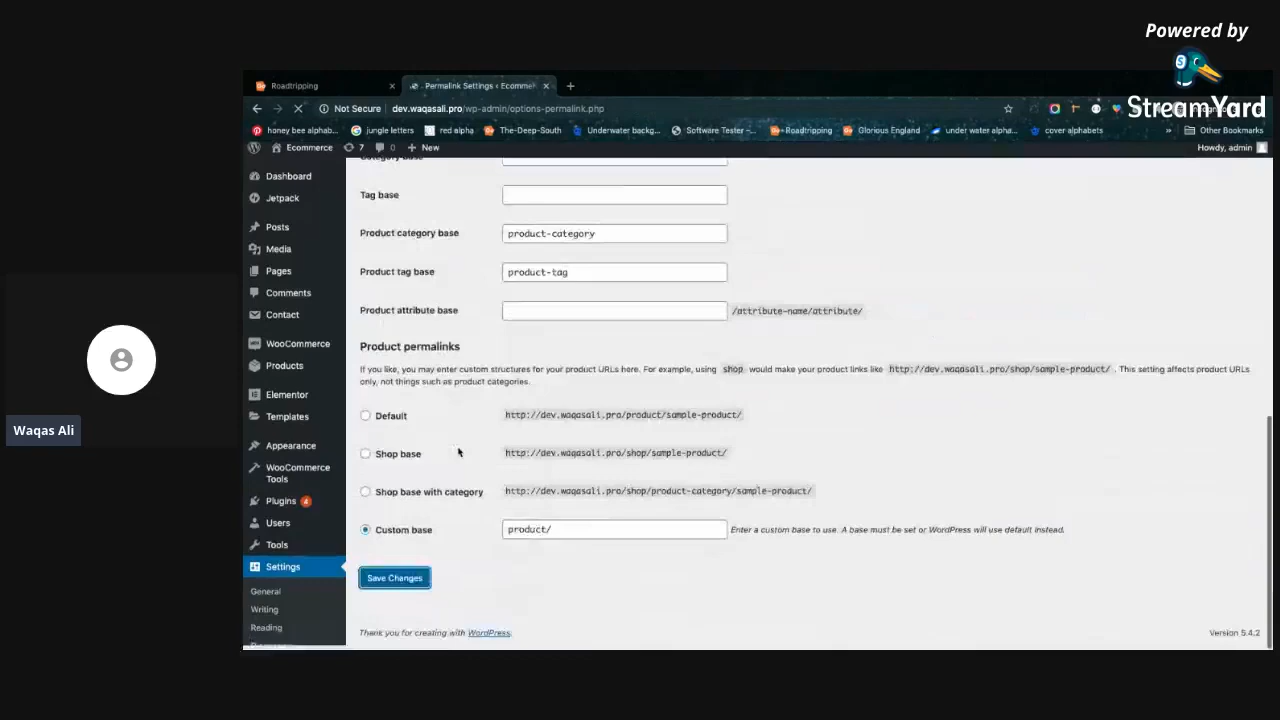 Powered by
StreamYard
Roadtripping
Permalink Settings ‹ Ecomme
Not Secure
dev.waqasali.pro/wp-admin/options-permalink.php
honey bee alphab...
jungle letters
red alpha
The-Deep-South
Underwater backg...
Software Tester -...
Roadtripping
Glorious England
under water alpha...
cover alphabets
»
Other Bookmarks
Ecommerce
7
0
New
Howdy, admin
Dashboard
Jetpack
Posts
Media
Pages
Comments
Contact
WooCommerce
Products
Elementor
Templates
Appearance
WooCommerce
Tools
Plugins 4
Users
Tools
Settings
General
Writing
Reading
Category base
Tag base
Product category base
product-category
Product tag base
product-tag
Product attribute base
/attribute-name/attribute/
Product permalinks
If you like, you may enter custom structures for your product URLs here. For example, using shop would make your product links like http://dev.waqasali.pro/shop/sample-product/ . This setting affects product URLs
only, not things such as product categories.
Default
http://dev.waqasali.pro/product/sample-product/
Shop base
http://dev.waqasali.pro/shop/sample-product/
Shop base with category
http://dev.waqasali.pro/shop/product-category/sample-product/
Custom base
product/
Enter a custom base to use. A base must be set or WordPress will use default instead.
Save Changes
Thank you for creating with WordPress.
Version 5.4.2
Waqas Ali